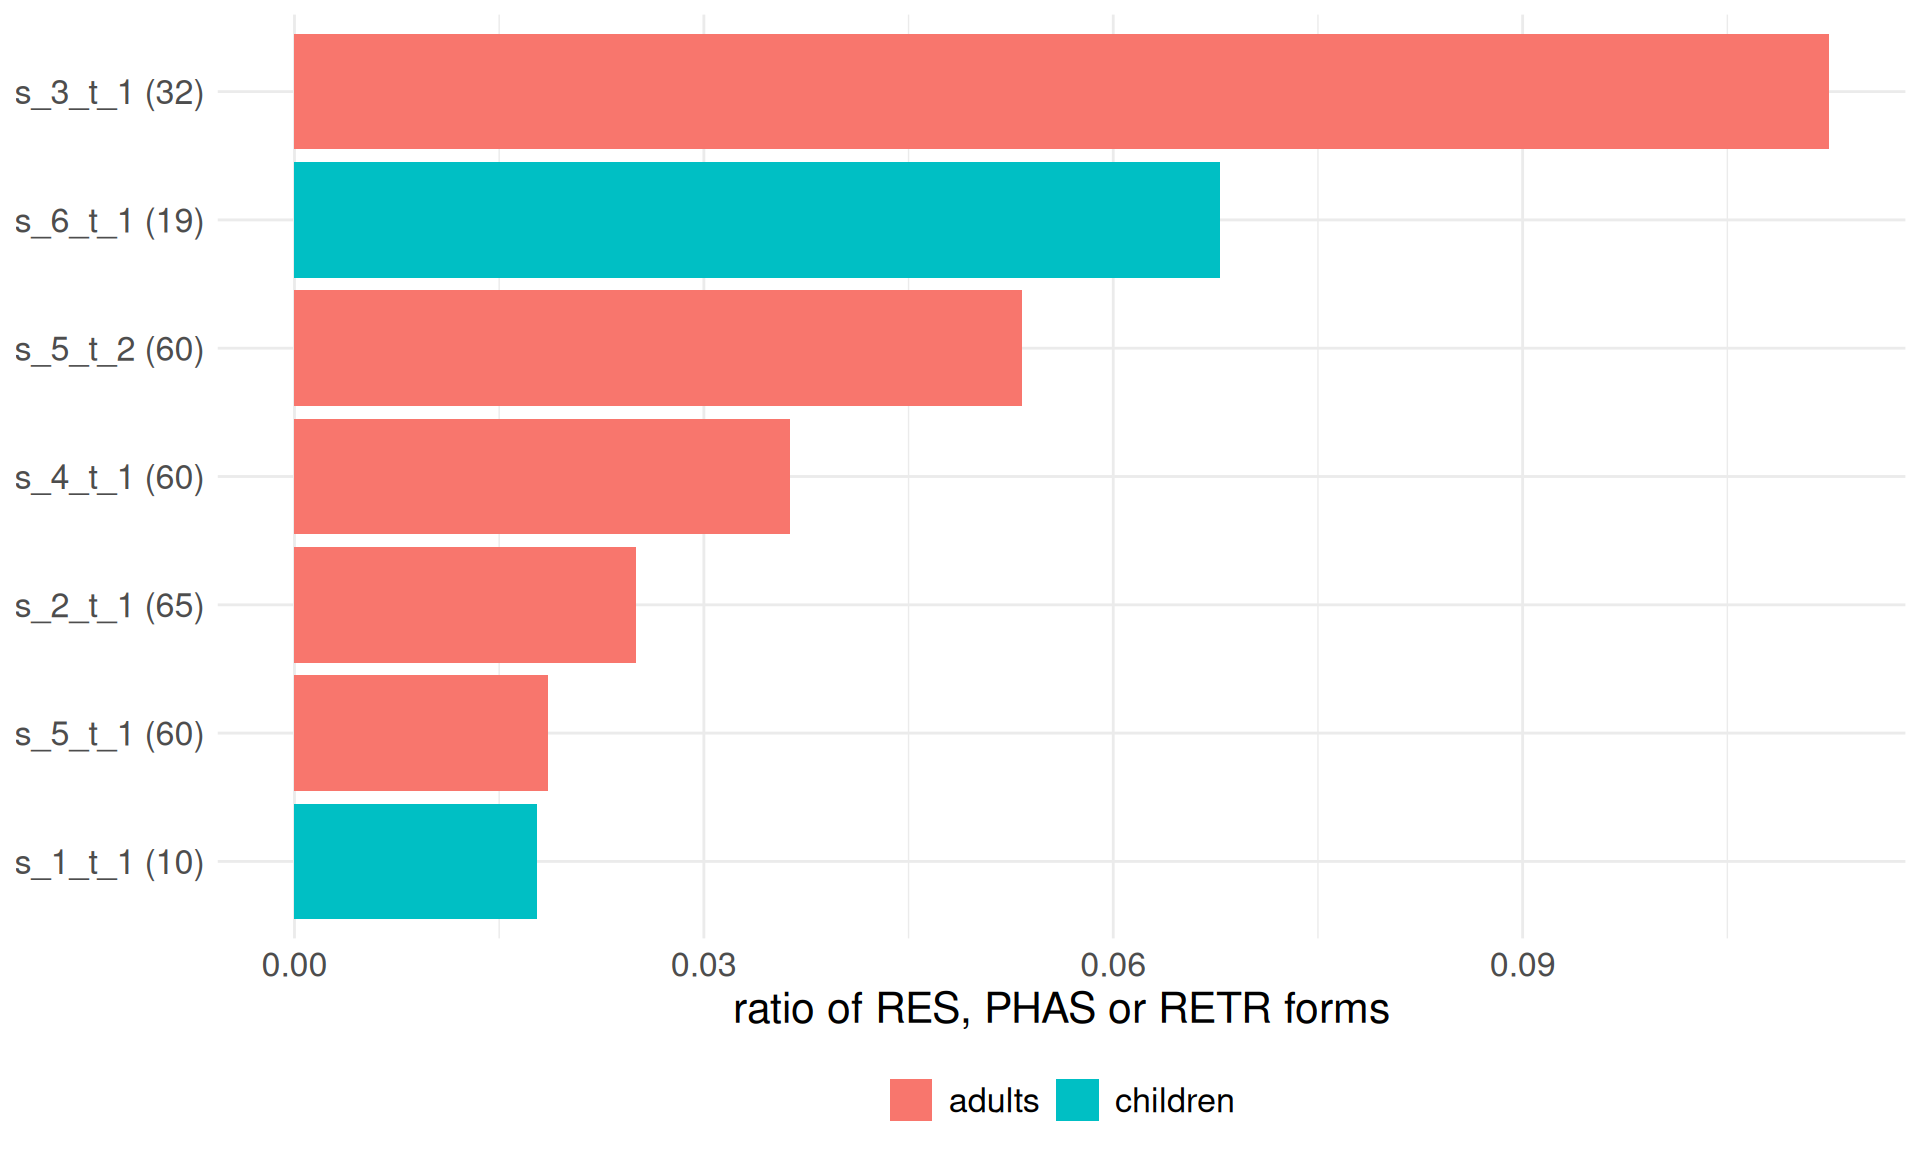 s_3_t_1 (32)
s_6_t_1 (19)
s_5_t_2 (60)
s_4_t_1 (60)
s_2_t_1 (65)
s_5_t_1 (60)
s_1_t_1 (10)
0.00 0.03 0.06 0.09
ratio of RES, PHAS or RETR forms
adults children